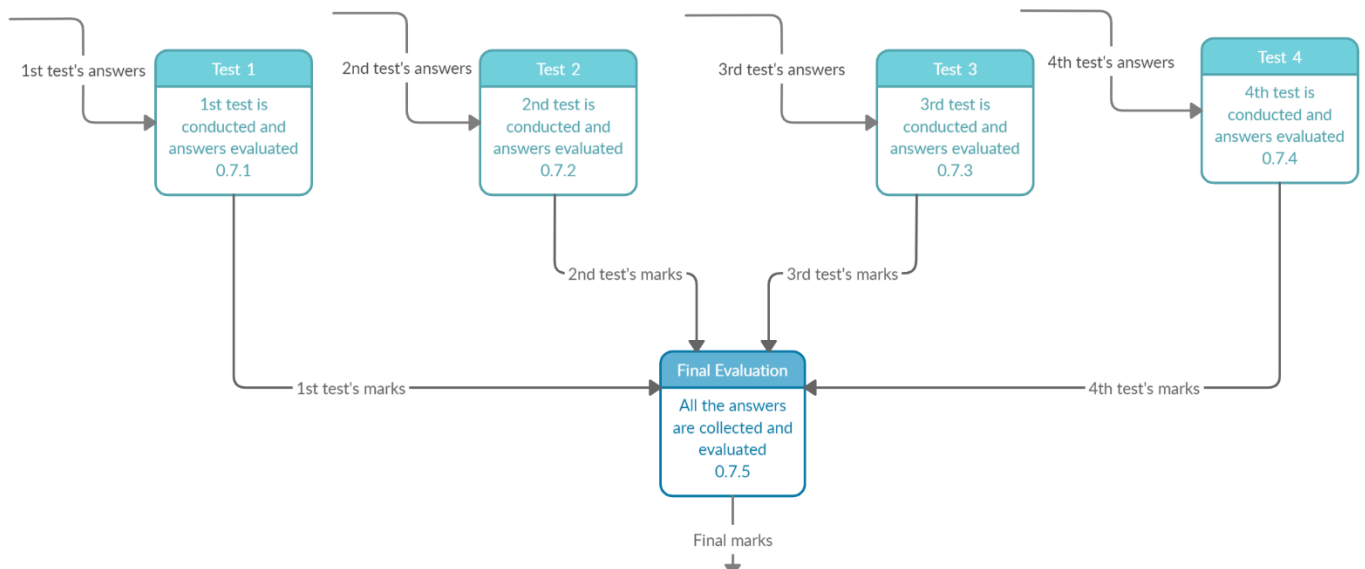 1st test's answers
Test 1
1st test is
conducted and
answers evaluated
0.7.1
2nd test's answers
Test 2
2nd test is
conducted and
answers evaluated
0.7.2
3rd test's answers
Test 3
3rd test is
conducted and
answers evaluated
0.7.3
4th test's answers
Test 4
4th test is
conducted and
answers evaluated
0.7.4
2nd test's marks
3rd test's marks
1st test's marks
4th test's marks
Final Evaluation
All the answers
are collected and
evaluated
0.7.5
Final marks